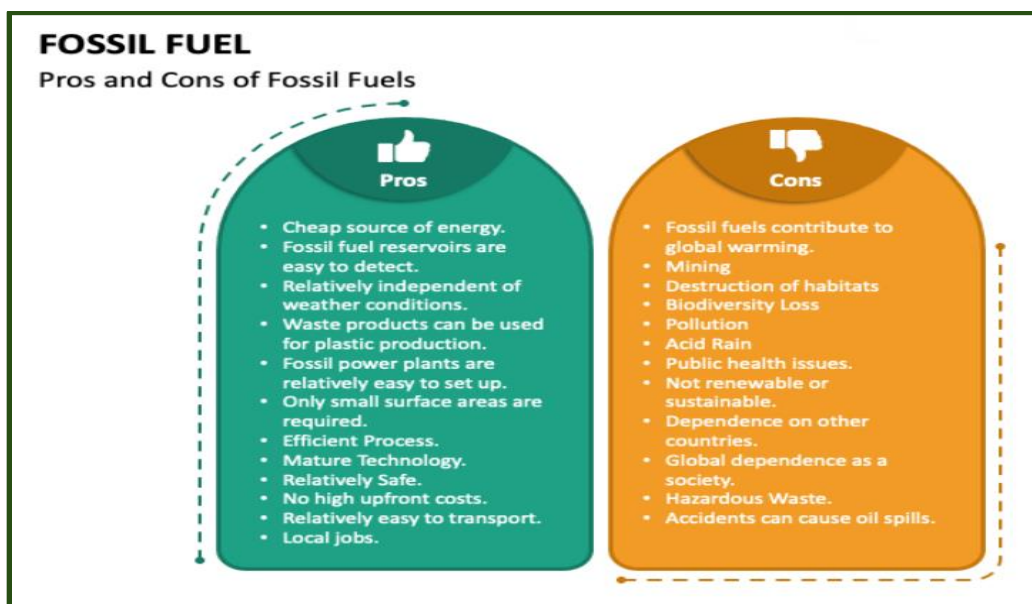 FOSSIL FUEL
Pros and Cons of Fossil Fuels
Pros
• Cheap source of energy.
• Fossil fuel reservoirs are
easy to detect.
• Relatively independent of
weather conditions.
• Waste products can be used
for plastic production.
• Fossil power plants are
relatively easy to set up.
• Only small surface areas are
required.
• Efficient Process.
• Mature Technology.
• Relatively Safe.
• No high upfront costs.
• Relatively easy to transport.
• Local jobs.
Cons
• Fossil fuels contribute to
global warming.
• Mining
• Destruction of habitats
• Biodiversity Loss
• Pollution
• Acid Rain
• Public health issues.
• Not renewable or
sustainable.
• Dependence on other
countries.
• Global dependence as a
society.
• Hazardous Waste.
• Accidents can cause oil spills.